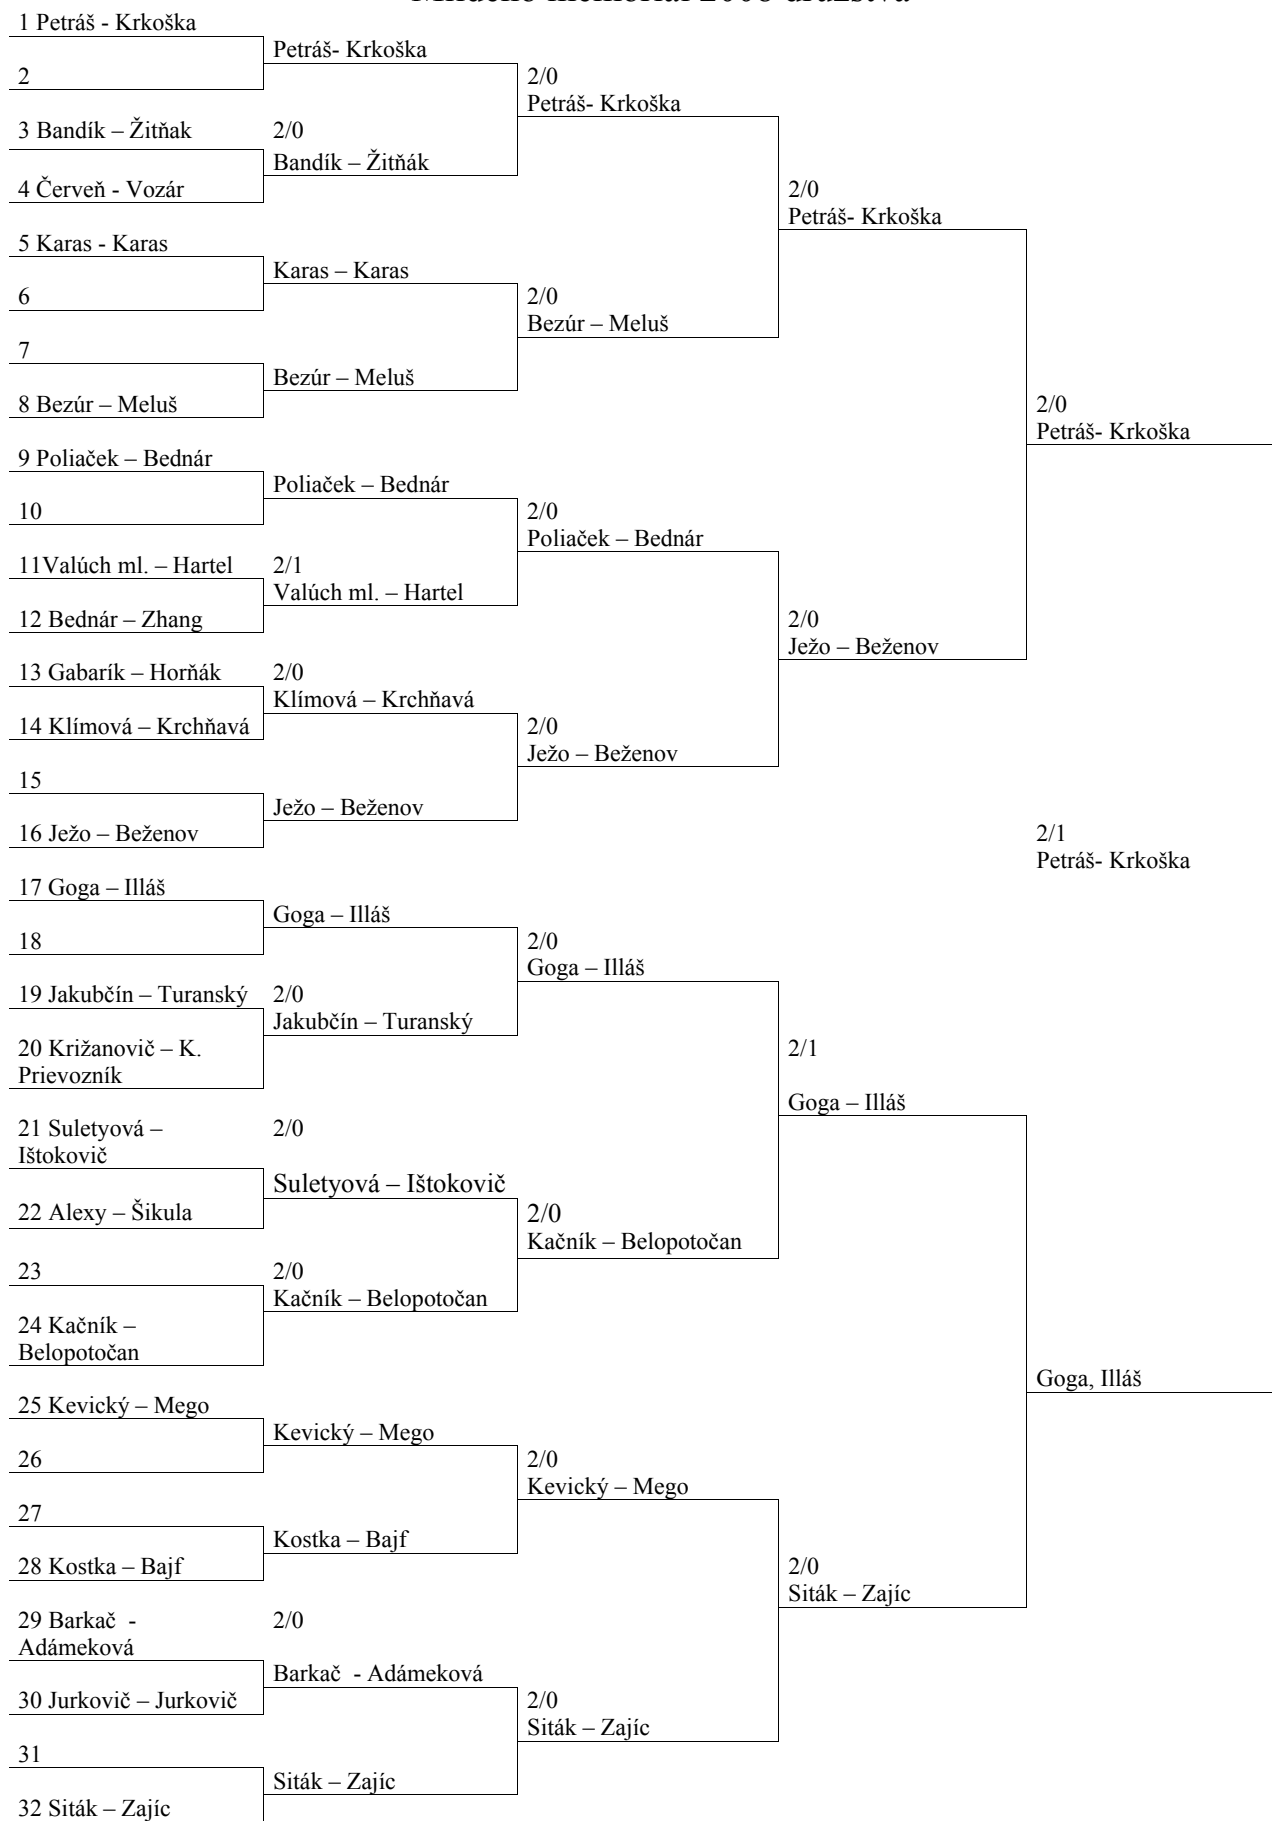 1 Petráš - Krkoška
2
3 Bandík – Žitňak
4 Červeň - Vozár
5 Karas - Karas
6
7
8 Bezúr – Meluš
9 Poliaček – Bednár
10
11Valúch ml. – Hartel
12 Bednár – Zhang
13 Gabarík – Horňák
14 Klímová – Krchňavá
15
16 Ježo – Beženov
17 Goga – Illáš
18
19 Jakubčín – Turanský
20 Križanovič – K.
Prievozník
21 Suletyová –
Ištokovič
22 Alexy – Šikula
23
24 Kačník –
Belopotočan
25 Kevický – Mego
26
27
28 Kostka – Bajf
29 Barkač -
Adámeková
30 Jurkovič – Jurkovič
31
32 Siták – Zajíc
Petráš- Krkoška
2/0
Bandík – Žitňák
Karas – Karas
Bezúr – Meluš
Poliaček – Bednár
2/1
Valúch ml. – Hartel
2/0
Klímová – Krchňavá
Ježo – Beženov
Goga – Illáš
2/0
Jakubčín – Turanský
2/0
Suletyová – Ištokovič
2/0
Kačník – Belopotočan
Kevický – Mego
Kostka – Bajf
2/0
Barkač - Adámeková
Siták – Zajíc
2/0
Petráš- Krkoška
2/0
Bezúr – Meluš
2/0
Poliaček – Bednár
2/0
Ježo – Beženov
2/0
Goga – Illáš
2/0
Kačník – Belopotočan
2/0
Kevický – Mego
2/0
Siták – Zajíc
2/0
Petráš- Krkoška
2/0
Ježo – Beženov
2/1
Goga – Illáš
2/0
Siták – Zajíc
2/0
Petráš- Krkoška
2/1
Petráš- Krkoška
Goga, Illáš